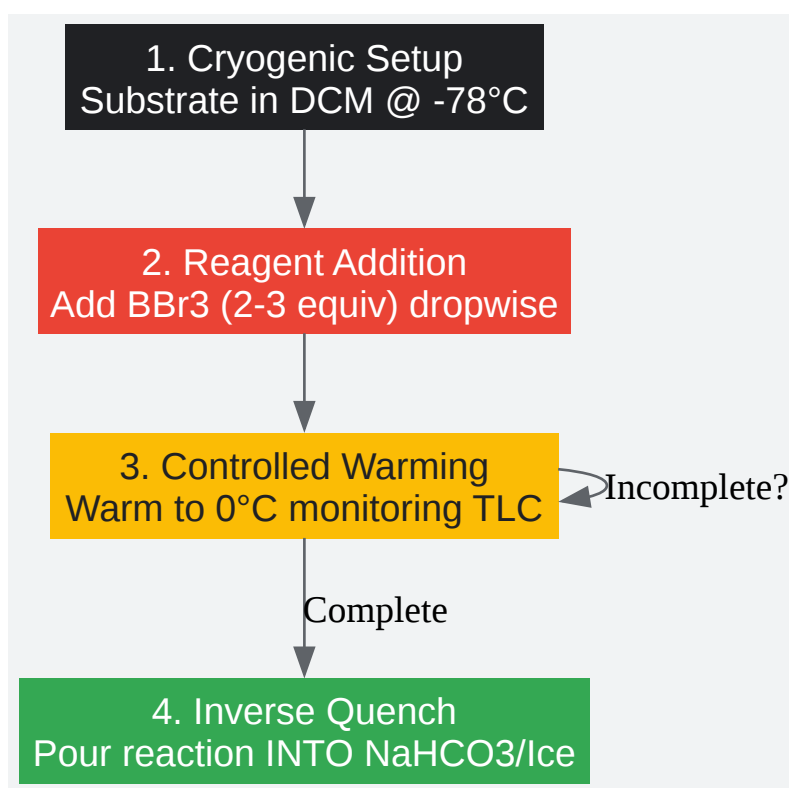 1. Cryogenic Setup
Substrate in DCM @ -78°C
2. Reagent Addition
Add BBr3 (2-3 equiv) dropwise
3. Controlled Warming
Warm to 0°C monitoring TLC
Incomplete?
Complete
4. Inverse Quench
Pour reaction INTO NaHCO3/Ice